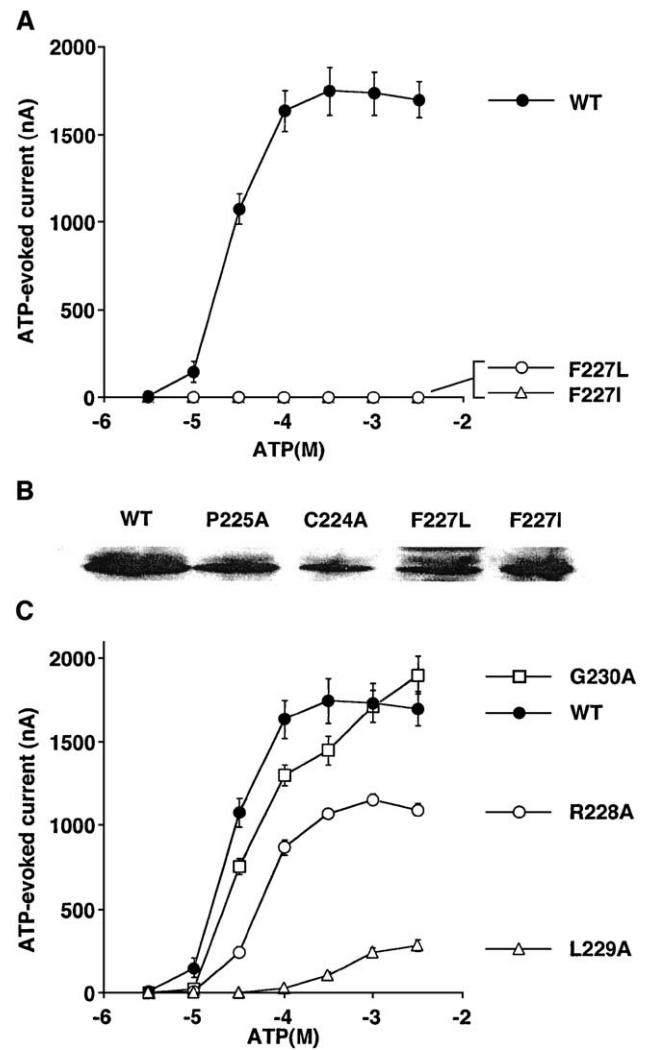 A
ATP-evoked current (nA)
2000
1500
1000
500
0
-6 -5 -4 -3 -2
ATP(M)
WT
F227L
F227I
B
WT P225A C224A F227L F227I
C
ATP-evoked current (nA)
2000
1500
1000
500
0
-6 -5 -4 -3 -2
ATP(M)
G230A
WT
R228A
L229A